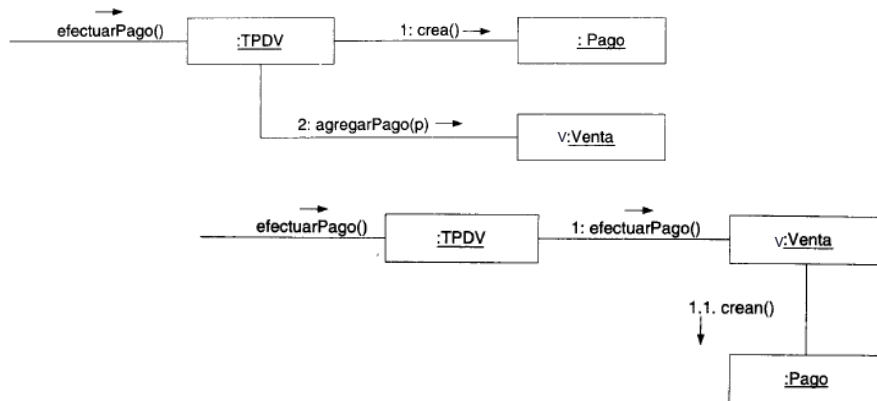 efectuarPago()
:TPDV
1: crea()
: Pago
2: agregarPago(p)
v:Venta
efectuarPago()
:TPDV
1: efectuarPago()
v:Venta
1.1. crean()
:Pago